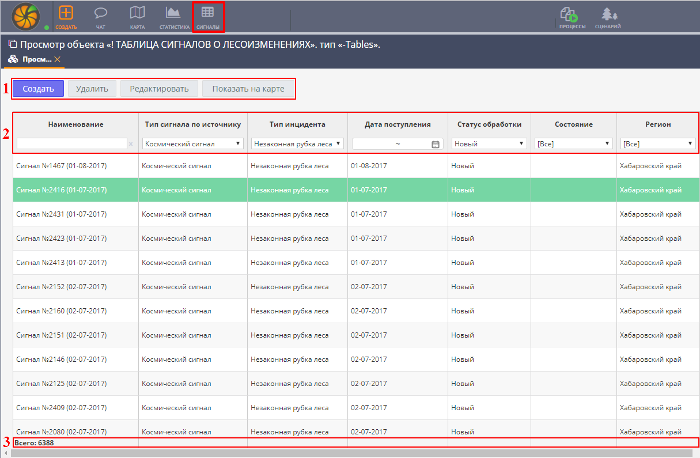 СОЗДАТЬ ЧАТ КАРТА СТАТИСТИКА СИГНАЛЫ ПРОЦЕССЫ СЦЕНАРИЙ
Просмотр объекта «! ТАБЛИЦА СИГНАЛОВ О ЛЕСОИЗМЕНЕНИЯХ». тип «-Tables».
Просм... ×
1 Создать Удалить Редактировать Показать на карте
2 Наименование Тип сигнала по источнику Тип инцидента Дата поступления Статус обработки Состояние Регион
× Космический сигнал Незаконная рубка леса ~ Новый [Все] [Все]
Сигнал №1467 (01-08-2017) Космический сигнал Незаконная рубка леса 01-08-2017 Новый Хабаровский край
Сигнал №2416 (01-07-2017) Космический сигнал Незаконная рубка леса 01-07-2017 Новый Хабаровский край
Сигнал №2431 (01-07-2017) Космический сигнал Незаконная рубка леса 01-07-2017 Новый Хабаровский край
Сигнал №2423 (01-07-2017) Космический сигнал Незаконная рубка леса 01-07-2017 Новый Хабаровский край
Сигнал №2413 (01-07-2017) Космический сигнал Незаконная рубка леса 01-07-2017 Новый Хабаровский край
Сигнал №2152 (02-07-2017) Космический сигнал Незаконная рубка леса 02-07-2017 Новый Хабаровский край
Сигнал №2160 (02-07-2017) Космический сигнал Незаконная рубка леса 02-07-2017 Новый Хабаровский край
Сигнал №2151 (02-07-2017) Космический сигнал Незаконная рубка леса 02-07-2017 Новый Хабаровский край
Сигнал №2146 (02-07-2017) Космический сигнал Незаконная рубка леса 02-07-2017 Новый Хабаровский край
Сигнал №2125 (02-07-2017) Космический сигнал Незаконная рубка леса 02-07-2017 Новый Хабаровский край
Сигнал №2409 (02-07-2017) Космический сигнал Незаконная рубка леса 02-07-2017 Новый Хабаровский край
Сигнал №2080 (02-07-2017) Космический сигнал Незаконная рубка леса 02-07-2017 Новый Хабаровский край
3 Всего: 6388